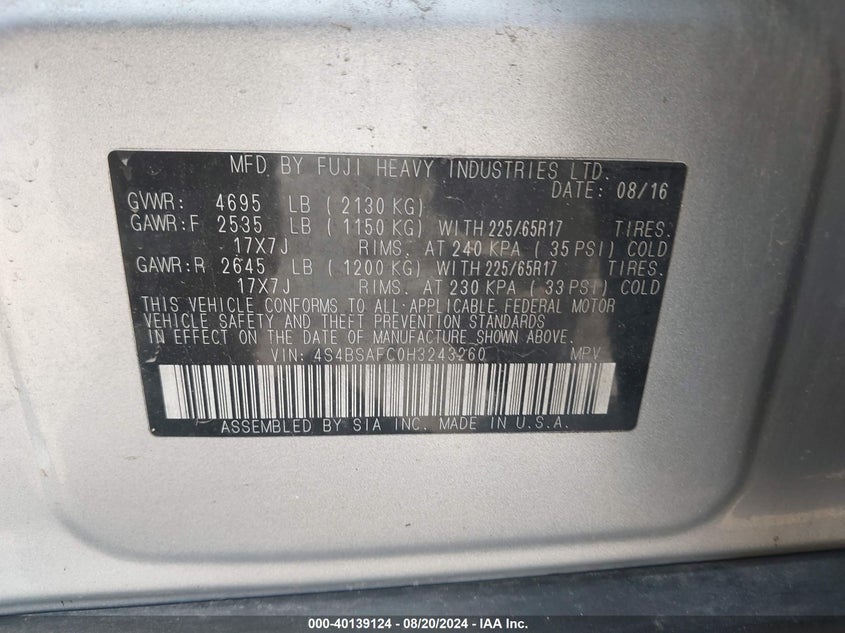 MFD. BY FUJI HEAVY INDUSTRIES LTD.
DATE: 08/16
GVWR: 4695 LB ( 2130 KG)
GAWR:F 2535 LB ( 1150 KG) WITH 225/65R17 TIRES.
17X7J RIMS. AT 240 KPA ( 35 PSI) COLD
GAWR:R 2645 LB ( 1200 KG) WITH 225/65R17 TIRES.
17X7J RIMS. AT 230 KPA ( 33 PSI) COLD
THIS VEHICLE CONFORMS TO ALL APPLICABLE FEDERAL MOTOR
VEHICLE SAFETY AND THEFT PREVENTION STANDARDS
IN EFFECT ON THE DATE OF MANUFACTURE SHOWN ABOVE.
VIN: 4S4BSAFC0H3243260 MPV
ASSEMBLED BY SIA INC. MADE IN U.S.A.
000-40139124 — 08/20/2024 — IAA Inc.